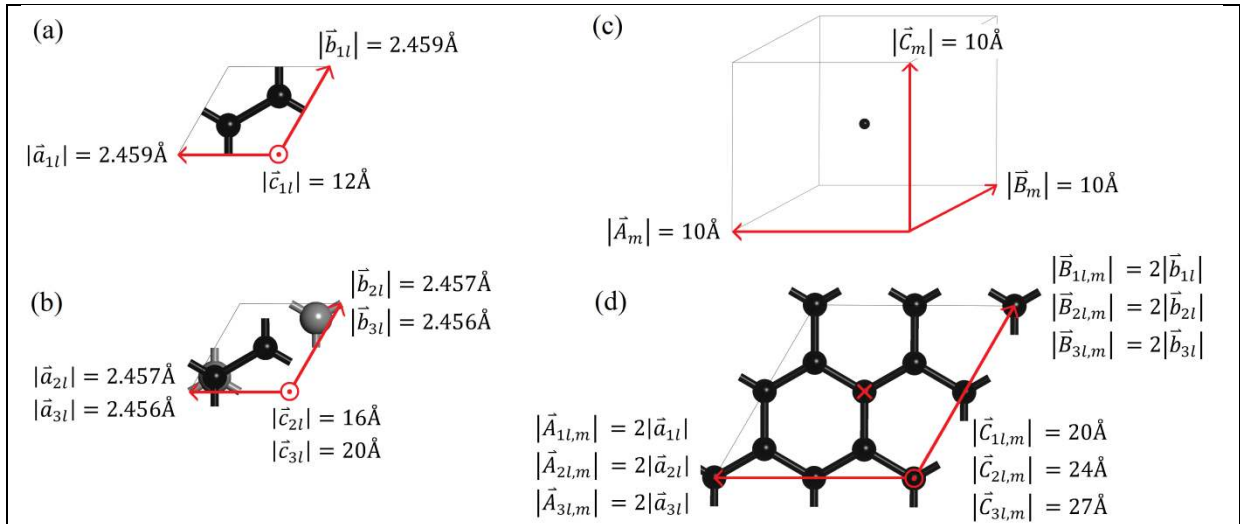 (a)
|b⃗₁ₗ| = 2.459Å
|a⃗₁ₗ| = 2.459Å
|c⃗₁ₗ| = 12Å
(b)
|b⃗₂ₗ| = 2.457Å
|b⃗₃ₗ| = 2.456Å
|a⃗₂ₗ| = 2.457Å
|a⃗₃ₗ| = 2.456Å
|c⃗₂ₗ| = 16Å
|c⃗₃ₗ| = 20Å
(c)
|C⃗ₘ| = 10Å
|B⃗ₘ| = 10Å
|A⃗ₘ| = 10Å
(d)
|B⃗₁ₗ,ₘ| = 2|b⃗₁ₗ|
|B⃗₂ₗ,ₘ| = 2|b⃗₂ₗ|
|B⃗₃ₗ,ₘ| = 2|b⃗₃ₗ|
|A⃗₁ₗ,ₘ| = 2|a⃗₁ₗ|
|A⃗₂ₗ,ₘ| = 2|a⃗₂ₗ|
|A⃗₃ₗ,ₘ| = 2|a⃗₃ₗ|
|C⃗₁ₗ,ₘ| = 20Å
|C⃗₂ₗ,ₘ| = 24Å
|C⃗₃ₗ,ₘ| = 27Å